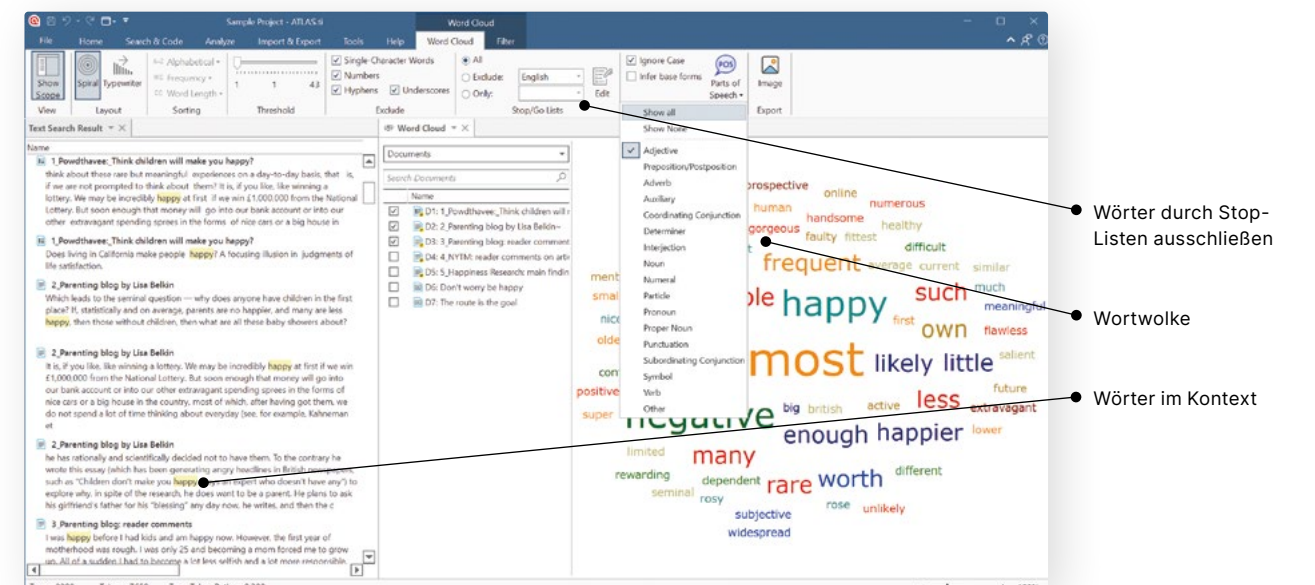 Sample Project - ATLAS.ti
Word Cloud
File Home Search & Code Analyze Import & Export Tools Help Word Cloud Filter
Show Scope
Spiral Typewriter
Alphabetical
Frequency
Word Length
1 1 43
Single-Character Words
Numbers
Hyphens Underscores
All
Exclude: English
Only:
Edit
Ignore Case
Infer base forms
POS
Parts of Speech
Image
View Layout Sorting Threshold Exclude Stop/Go Lists Export
Text Search Result
Name
1_Powdthavee:_Think children will make you happy?
think about these rare but meaningful experiences on a day-to-day basis, that is,
if we are not prompted to think about them? It is, if you like, like winning a
lottery. We may be incredibly happy at first if we win £1,000,000 from the National
Lottery. But soon enough that money will go into our bank account or into our
other extravagant spending sprees in the forms of nice cars or a big house in
1_Powdthavee:_Think children will make you happy?
Does living in California make people happy? A focusing illusion in judgments of
life satisfaction.
2_Parenting blog by Lisa Belkin
Which leads to the seminal question — why does anyone have children in the first
place? If, statistically and on average, parents are no happier, and many are less
happy, then those without children, then what are all these baby showers about?
2_Parenting blog by Lisa Belkin
It is, if you like, like winning a lottery. We may be incredibly happy at first if we win
£1,000,000 from the National Lottery. But soon enough that money will go into
our bank account or into our other extravagant spending sprees in the forms of
nice cars or a big house in the country, most of which, after having got them, we
do not spend a lot of time thinking about everyday (see, for example, Kahneman
et
2_Parenting blog by Lisa Belkin
he has rationally and scientifically decided not to have them. To the contrary he
wrote this essay (which has been generating angry headlines in British newspapers,
such as "Children don't make you happy expert who doesn't have any") to
explore why, in spite of the research, he does want to be a parent. He plans to ask
his girlfriend's father for his "blessing" any day now, he writes, and then the c
3_Parenting blog: reader comments
I was happy before I had kids and am happy now. However, the first year of
motherhood was rough. I was only 25 and becoming a mom forced me to grow
up. All of a sudden I had to become a lot less selfish and a lot more responsible.
Word Cloud
Documents
Search Documents
Name
D1: 1_Powdthavee:_Think children will
D2: 2_Parenting blog by Lisa Belkin~
D3: 3_Parenting blog: reader comment
D4: 4_NYTM: reader comments on arti
D5: 5_Happiness Research: main findin
D6: Don't worry be happy
D7: The route is the goal
Show all
Show None
Adjective
Preposition/Postposition
Adverb
Auxiliary
Coordinating Conjunction
Determiner
Interjection
Noun
Numeral
Particle
Pronoun
Proper Noun
Punctuation
Subordinating Conjunction
Symbol
Verb
Other
prospective online
human numerous
handsome
gorgeous healthy
faulty fittest
difficult
frequent average current similar
happy such much
meaningful
first own flawless
most likely little salient
future
positive less
super big british active extravagant
negative
enough happier lower
limited many
rewarding dependent rare worth different
seminal rosy
subjective rose unlikely
widespread
Wörter durch Stop-
Listen ausschließen
Wortwolke
Wörter im Kontext